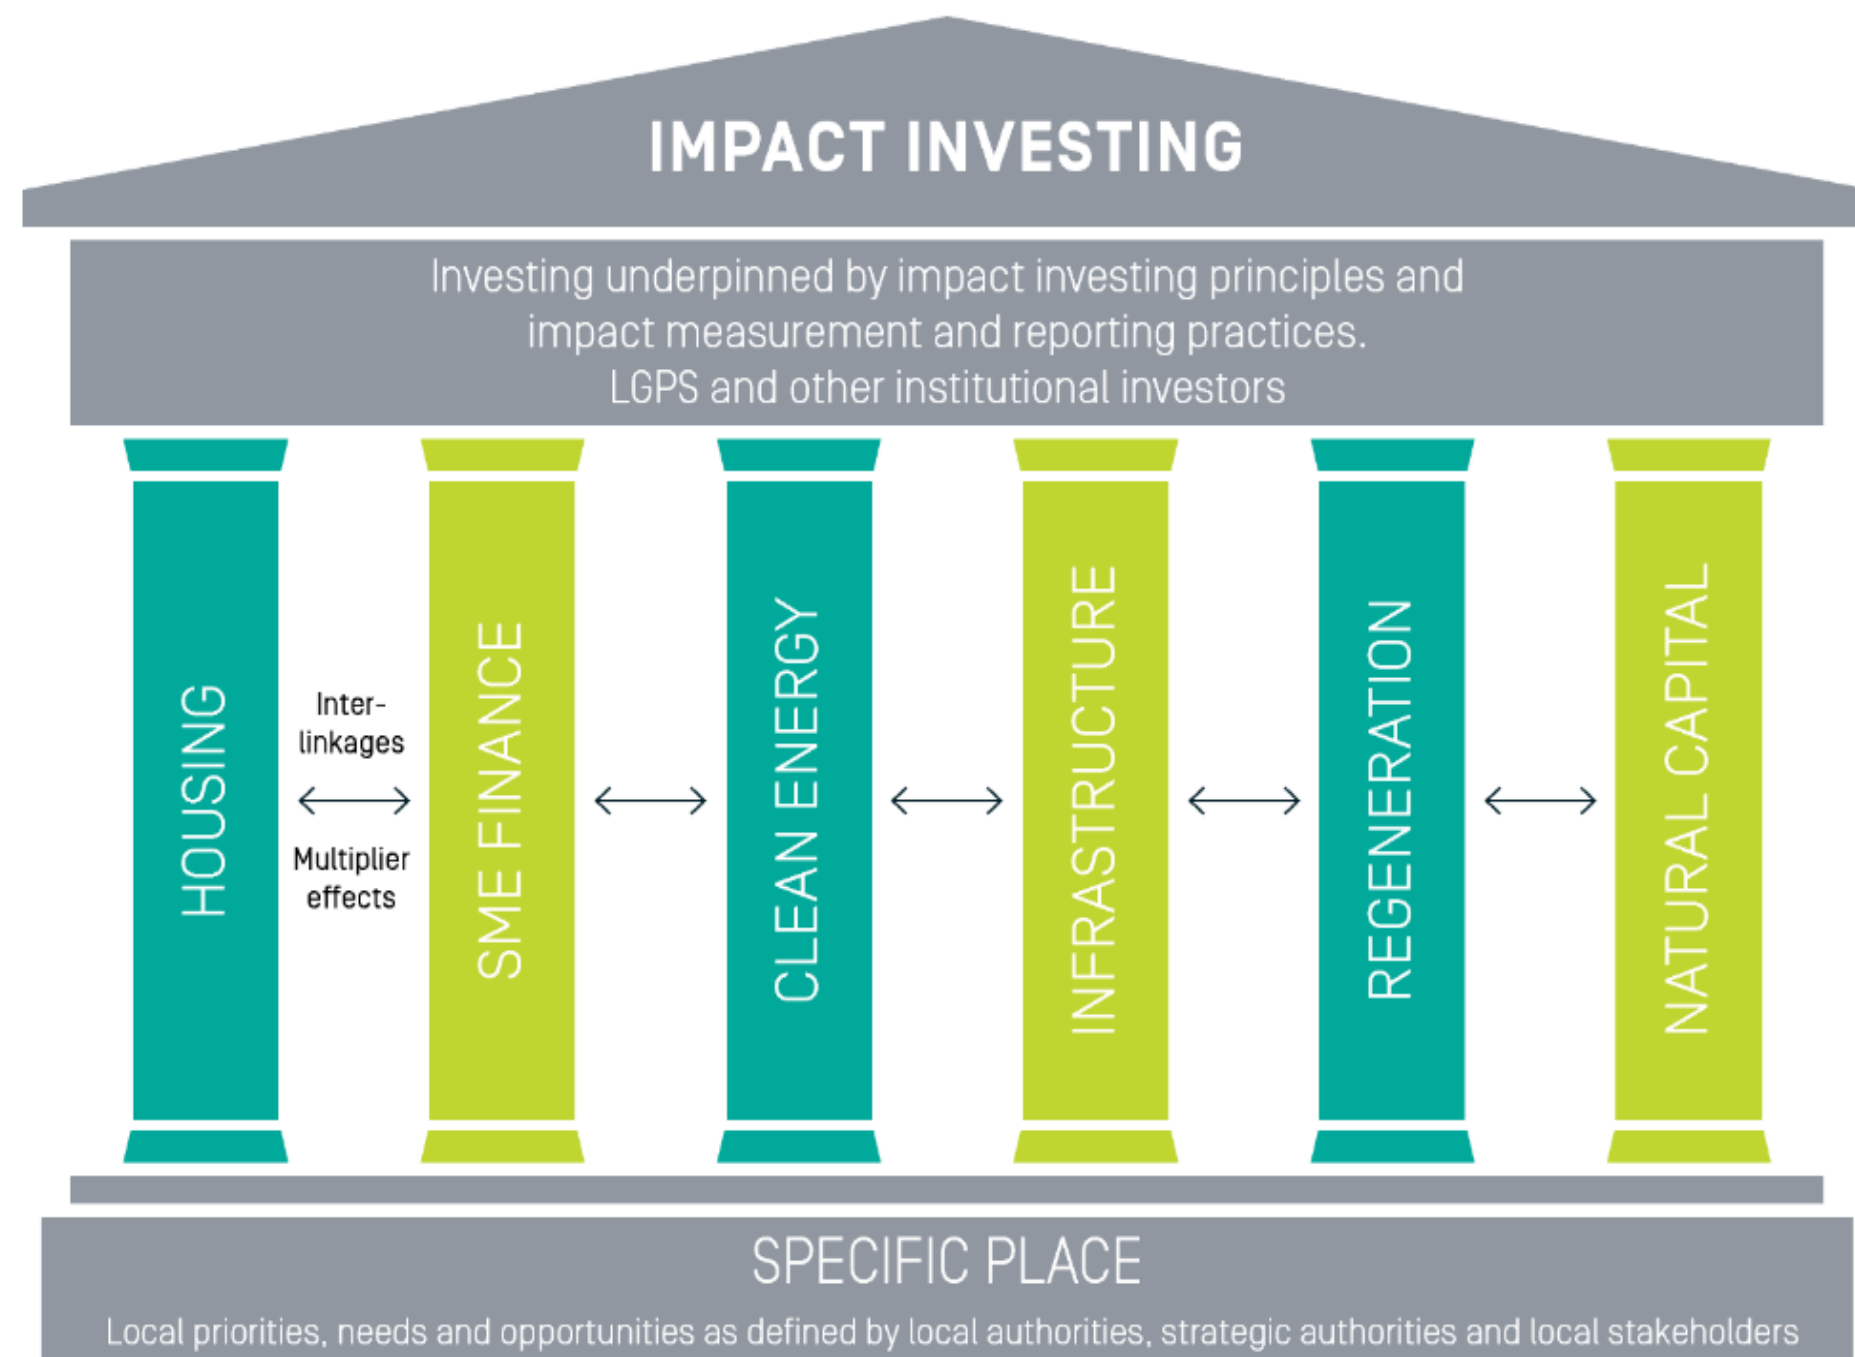 IMPACT INVESTING
Investing underpinned by impact investing principles and
impact measurement and reporting practices.
LGPS and other institutional investors
HOUSING
Inter-
linkages
Multiplier
effects
SME FINANCE
CLEAN ENERGY
INFRASTRUCTURE
REGENERATION
NATURAL CAPITAL
SPECIFIC PLACE
Local priorities, needs and opportunities as defined by local authorities, strategic authorities and local stakeholders